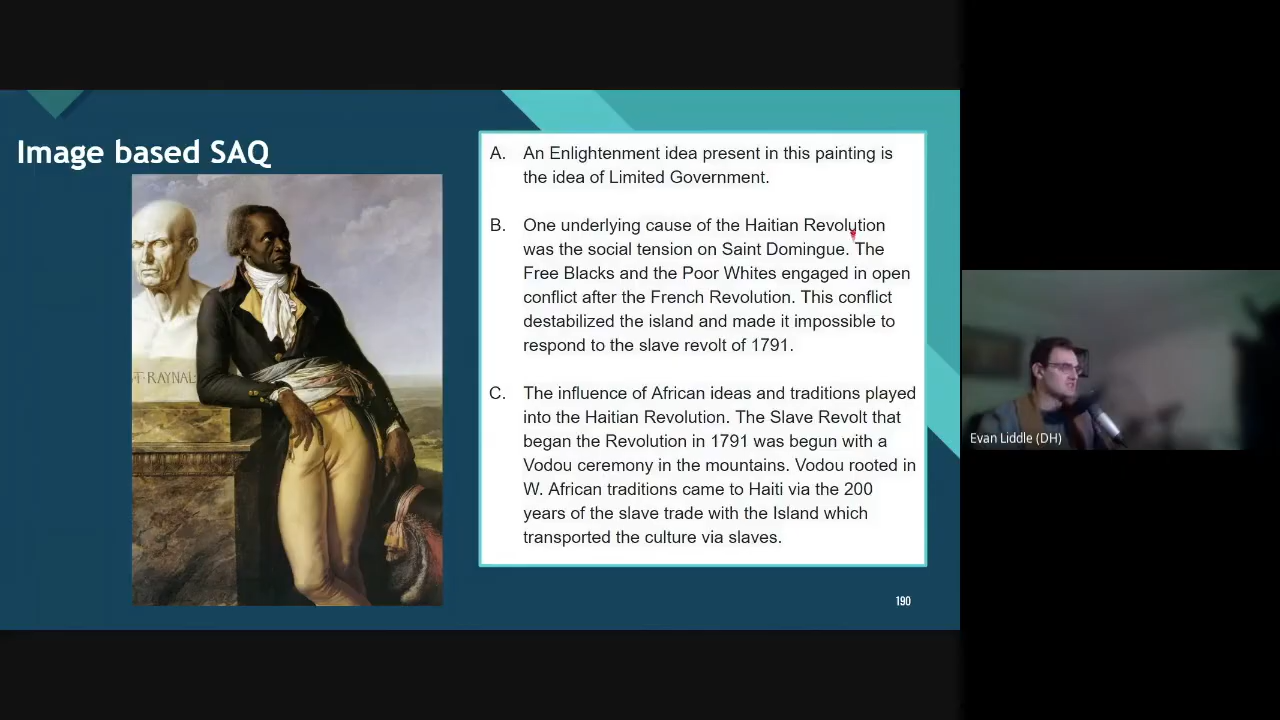 Image based SAQ
A. An Enlightenment idea present in this painting is
the idea of Limited Government.
B. One underlying cause of the Haitian Revolution
was the social tension on Saint Domingue. The
Free Blacks and the Poor Whites engaged in open
conflict after the French Revolution. This conflict
destabilized the island and made it impossible to
respond to the slave revolt of 1791.
C. The influence of African ideas and traditions played
into the Haitian Revolution. The Slave Revolt that
began the Revolution in 1791 was begun with a
Vodou ceremony in the mountains. Vodou rooted in
W. African traditions came to Haiti via the 200
years of the slave trade with the Island which
transported the culture via slaves.
T. RAYNAL
190
Evan Liddle (DH)